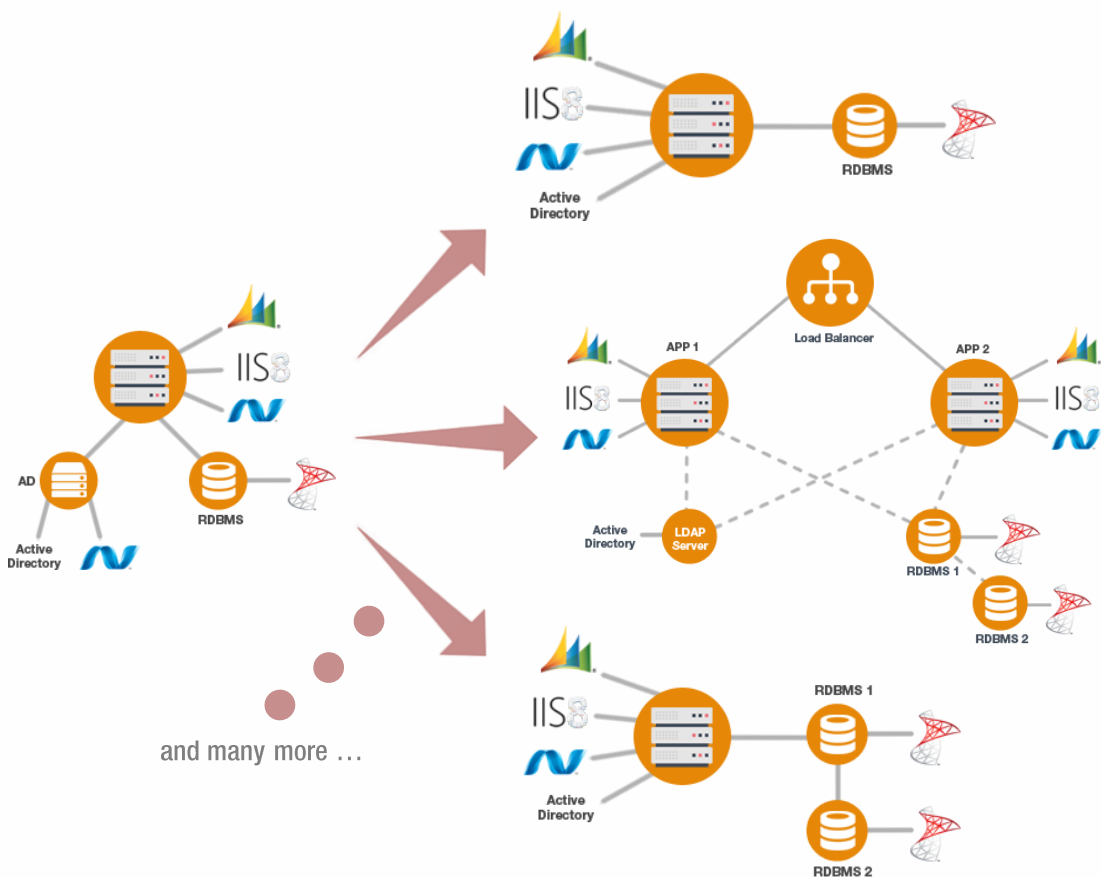 IIS8
Active
Directory
RDBMS
IIS8
AD
RDBMS
Active
Directory
Load Balancer
APP 1
APP 2
IIS8
IIS8
Active
Directory
LDAP
Server
RDBMS 1
RDBMS 2
and many more ...
IIS8
Active
Directory
RDBMS 1
RDBMS 2